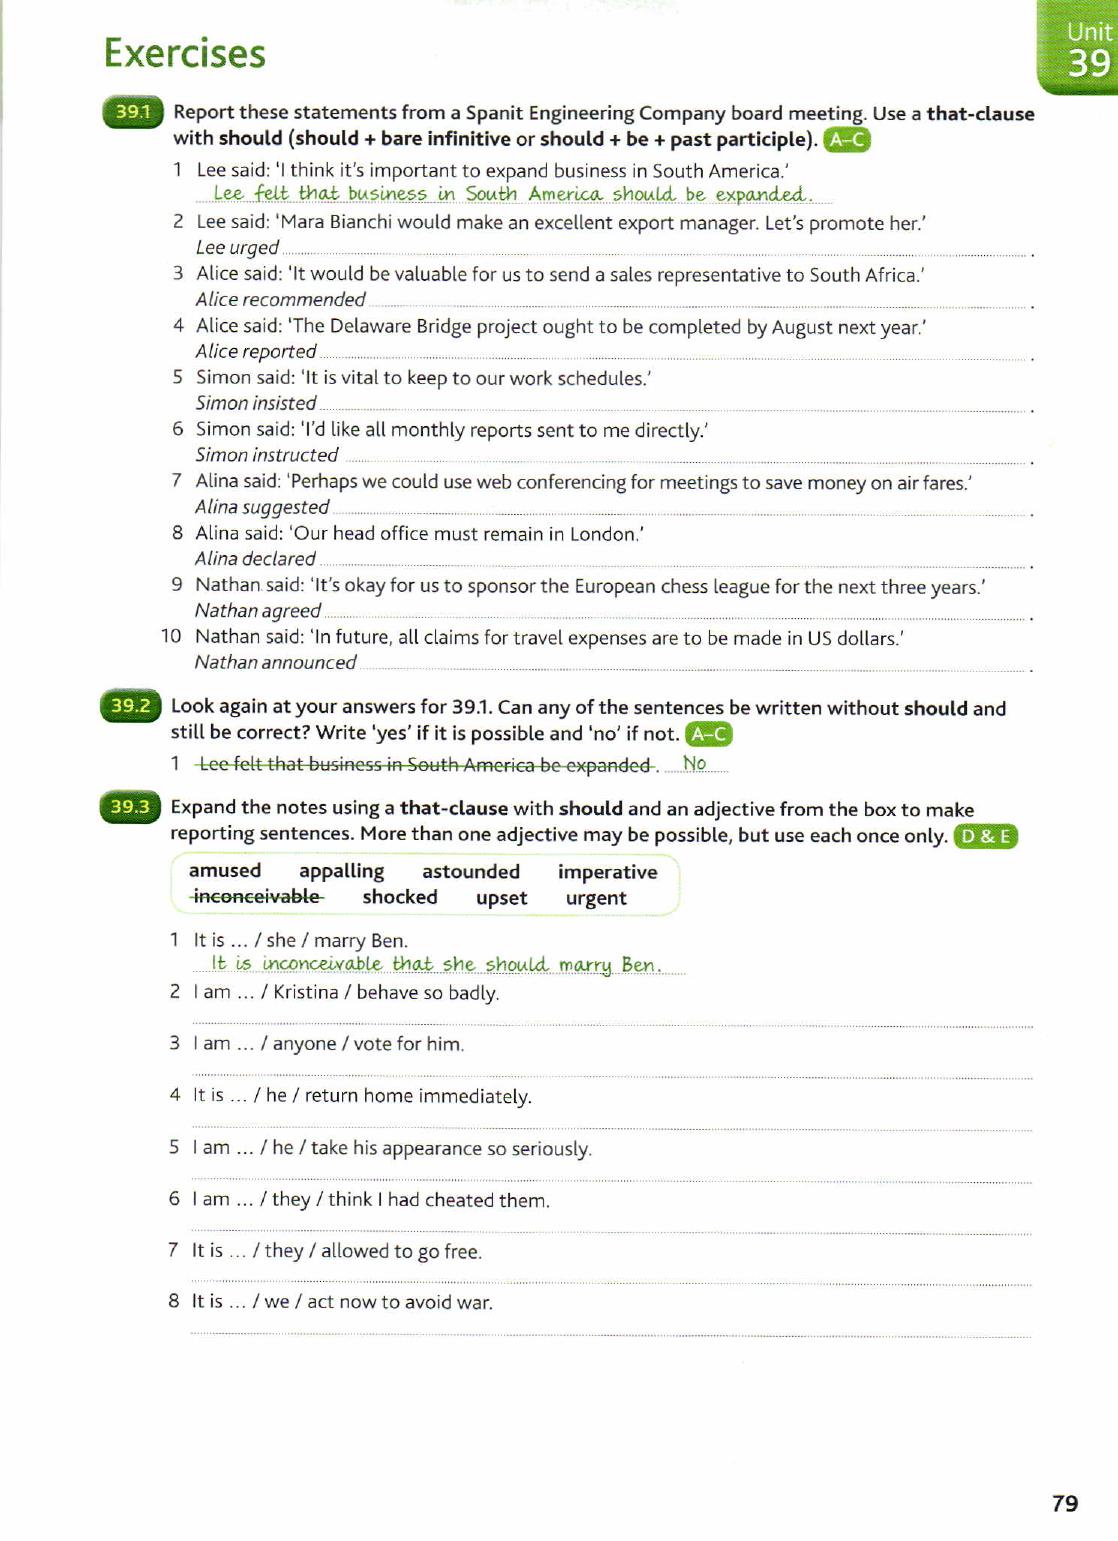 Unit
39
Exercises
39.1 Report these statements from a Spanit Engineering Company board meeting. Use a that-clause
with should (should + bare infinitive or should + be + past participle). A–C
1 Lee said: 'I think it's important to expand business in South America.'
Lee felt that business in South America should be expanded.
2 Lee said: 'Mara Bianchi would make an excellent export manager. Let's promote her.'
Lee urged .
3 Alice said: 'It would be valuable for us to send a sales representative to South Africa.'
Alice recommended .
4 Alice said: 'The Delaware Bridge project ought to be completed by August next year.'
Alice reported .
5 Simon said: 'It is vital to keep to our work schedules.'
Simon insisted .
6 Simon said: 'I'd like all monthly reports sent to me directly.'
Simon instructed .
7 Alina said: 'Perhaps we could use web conferencing for meetings to save money on air fares.'
Alina suggested .
8 Alina said: 'Our head office must remain in London.'
Alina declared .
9 Nathan said: 'It's okay for us to sponsor the European chess league for the next three years.'
Nathan agreed .
10 Nathan said: 'In future, all claims for travel expenses are to be made in US dollars.'
Nathan announced .
39.2 Look again at your answers for 39.1. Can any of the sentences be written without should and
still be correct? Write 'yes' if it is possible and 'no' if not. A–C
1 Lee felt that business in South America be expanded. No
39.3 Expand the notes using a that-clause with should and an adjective from the box to make
reporting sentences. More than one adjective may be possible, but use each once only. D & E
amused appalling astounded imperative
inconceivable shocked upset urgent
1 It is ... / she / marry Ben.
It is inconceivable that she should marry Ben.
2 I am ... / Kristina / behave so badly.
3 I am ... / anyone / vote for him.
4 It is ... / he / return home immediately.
5 I am ... / he / take his appearance so seriously.
6 I am ... / they / think I had cheated them.
7 It is ... / they / allowed to go free.
8 It is ... / we / act now to avoid war.
79